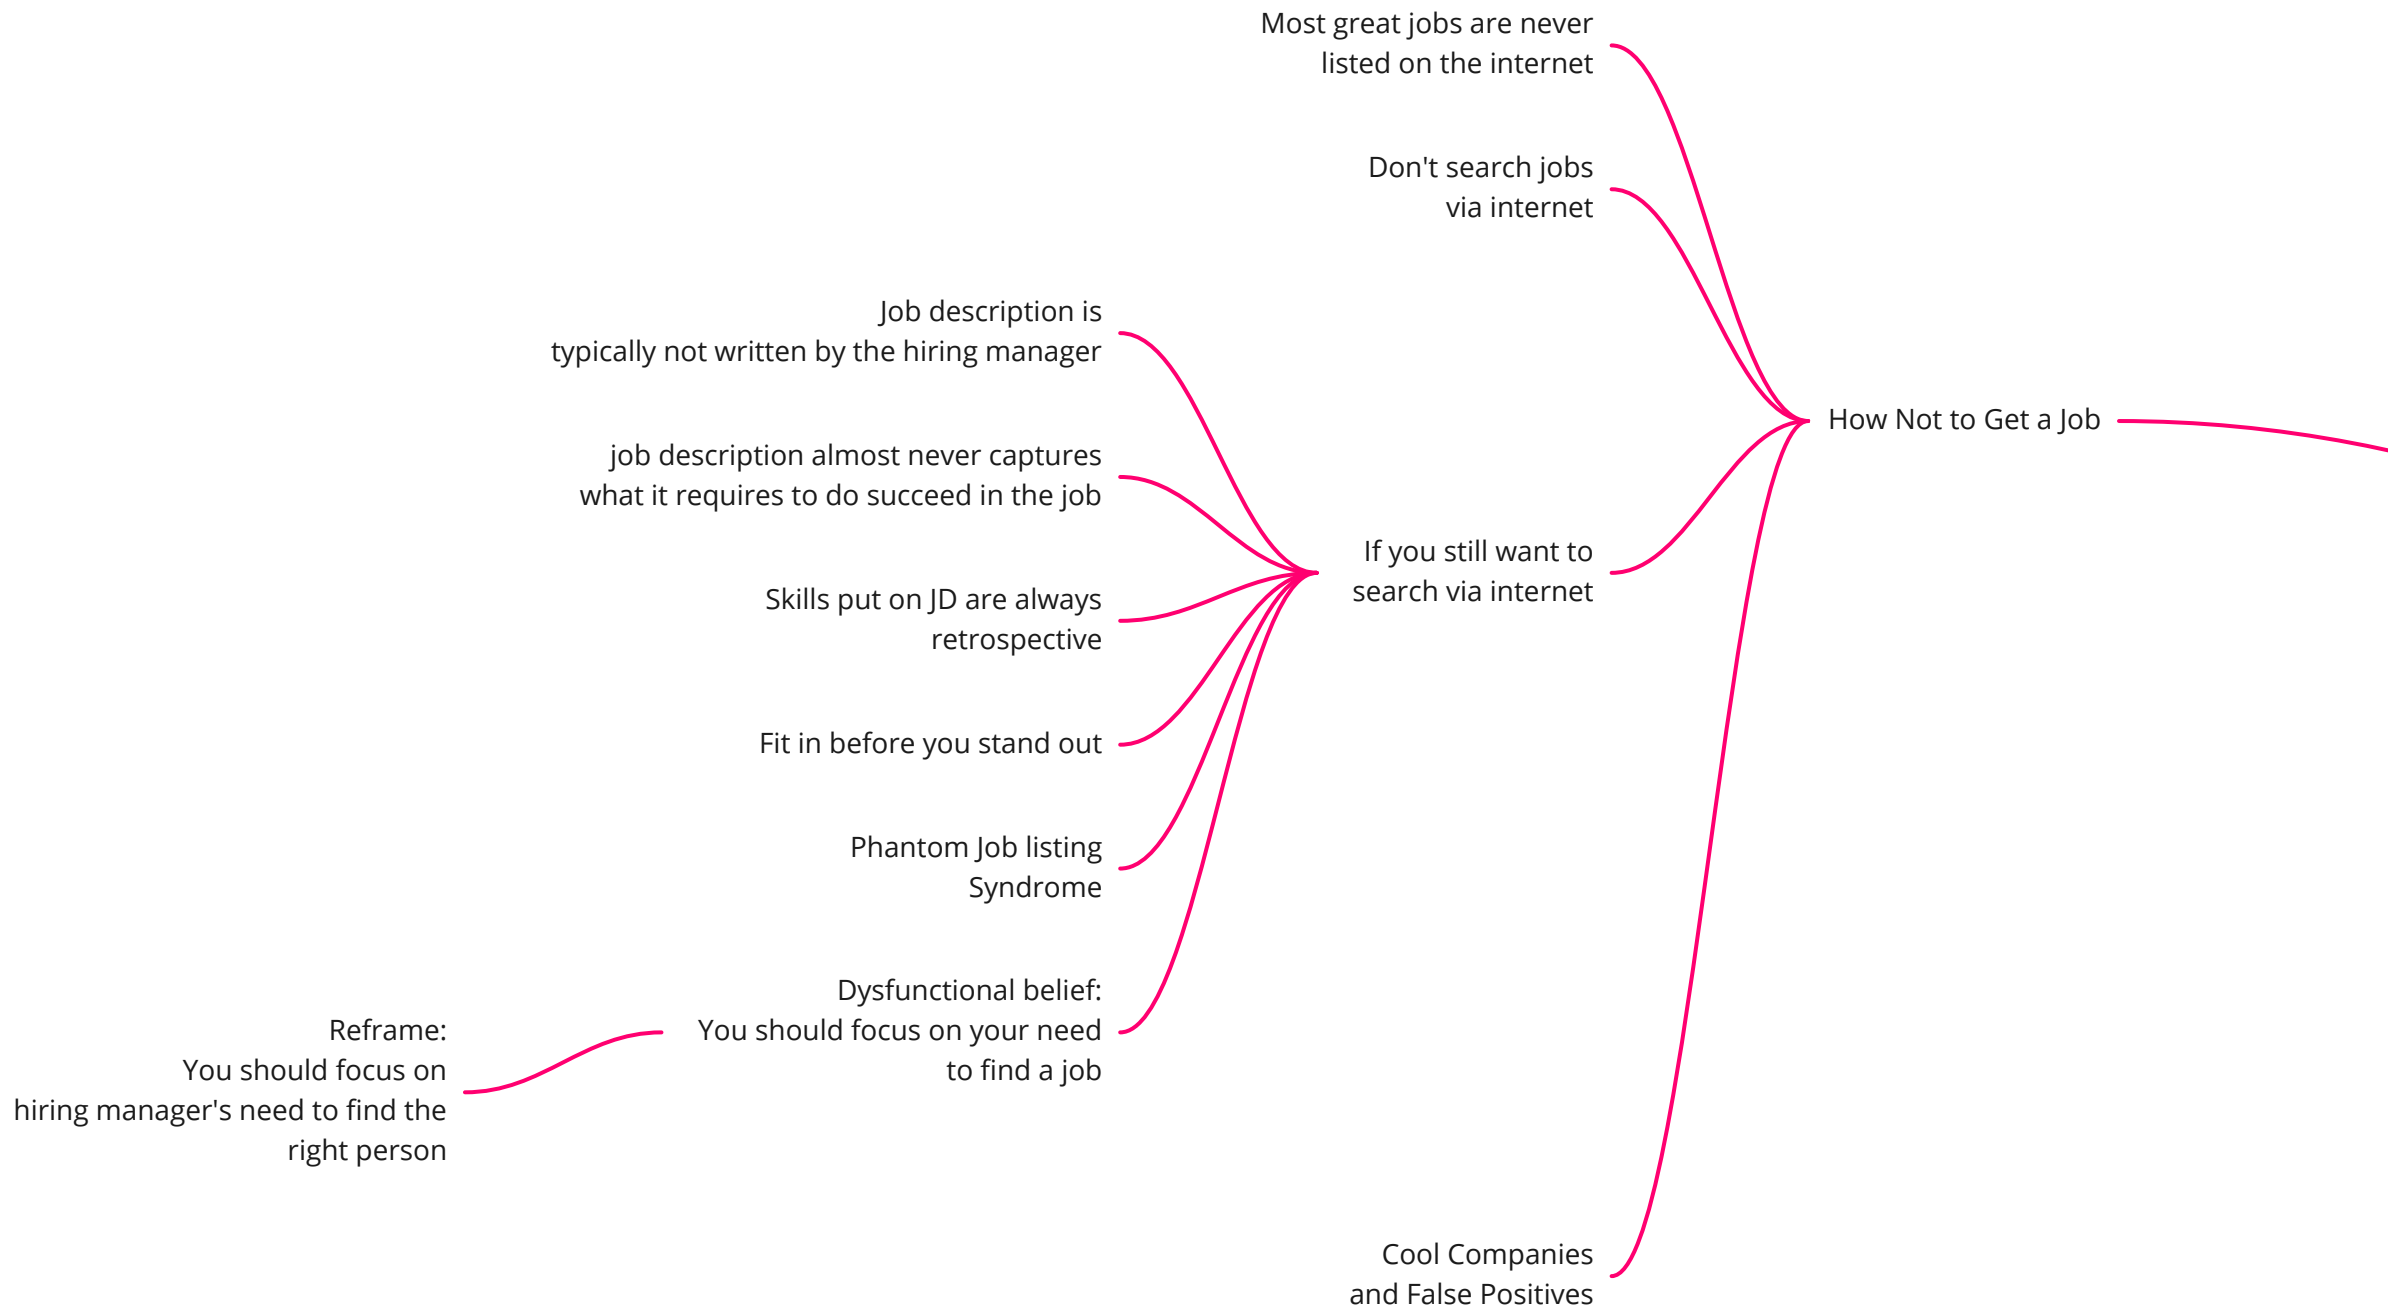 Most great jobs are never
listed on the internet
Don't search jobs
via internet
Job description is
typically not written by the hiring manager
How Not to Get a Job
job description almost never captures
what it requires to do succeed in the job
If you still want to
search via internet
Skills put on JD are always
retrospective
Fit in before you stand out
Phantom Job listing
Syndrome
Dysfunctional belief:
You should focus on your need
to find a job
Reframe:
You should focus on
hiring manager's need to find the
right person
Cool Companies
and False Positives